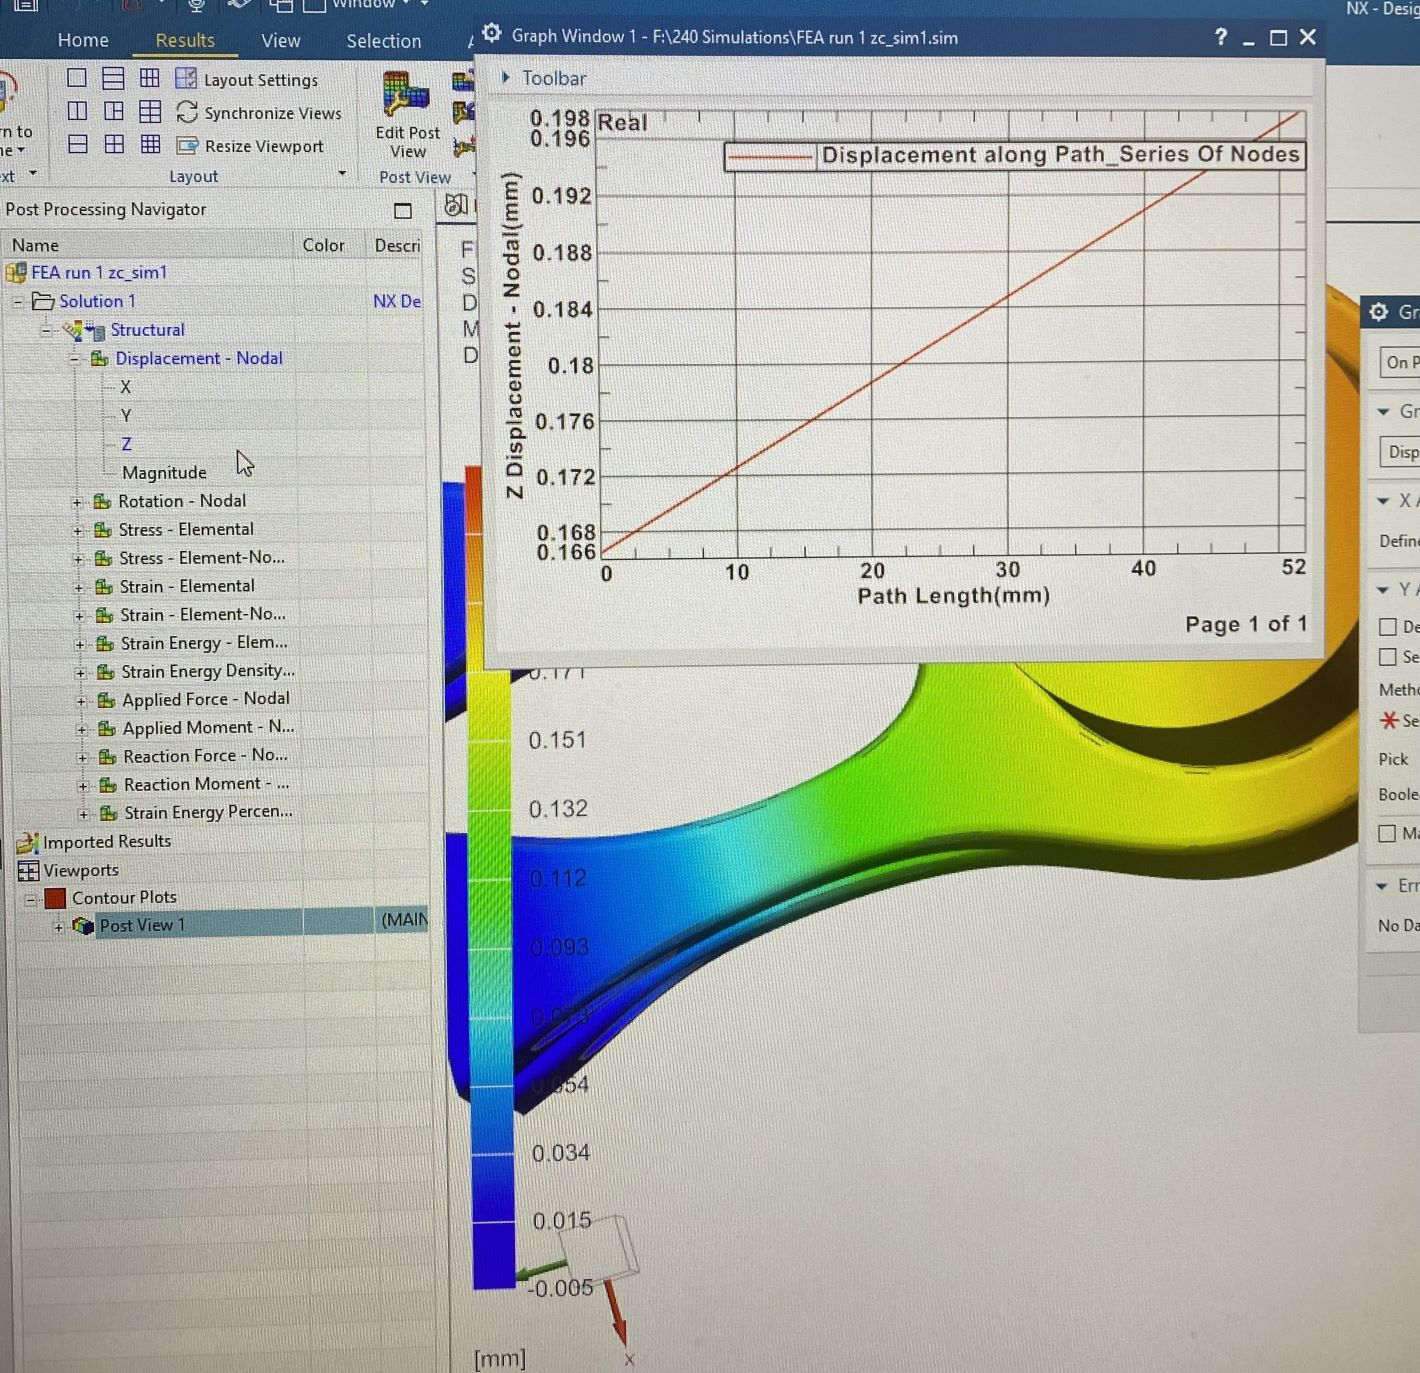 Window
NX - Desig
Home
Results
View
Selection
Graph Window 1 - F:\240 Simulations\FEA run 1 zc_sim1.sim
?
Toolbar
Layout Settings
Synchronize Views
Resize Viewport
Layout
rn to
Edit Post
View
Post View
Post Processing Navigator
Name
Color
Descri
FEA run 1 zc_sim1
Solution 1
NX De
Structural
Displacement - Nodal
X
Y
Z
Magnitude
Rotation - Nodal
Stress - Elemental
Stress - Element-No...
Strain - Elemental
Strain - Element-No...
Strain Energy - Elem...
Strain Energy Density...
Applied Force - Nodal
Applied Moment - N...
Reaction Force - No...
Reaction Moment - ...
Strain Energy Percen...
Imported Results
Viewports
Contour Plots
Post View 1
(MAIN
F
S
D
M
D
Real
Displacement along Path_Series Of Nodes
Z Displacement - Nodal(mm)
0.198
0.196
0.192
0.188
0.184
0.18
0.176
0.172
0.168
0.166
0
10
20
30
40
52
Path Length(mm)
Page 1 of 1
0.171
0.151
0.132
0.112
0.093
0.073
0.054
0.034
0.015
-0.005
[mm]
X
Gr
On P
Gr
Disp
X A
Define
Y A
De
Se
Metho
Se
Pick
Boole
Ma
Err
No Da